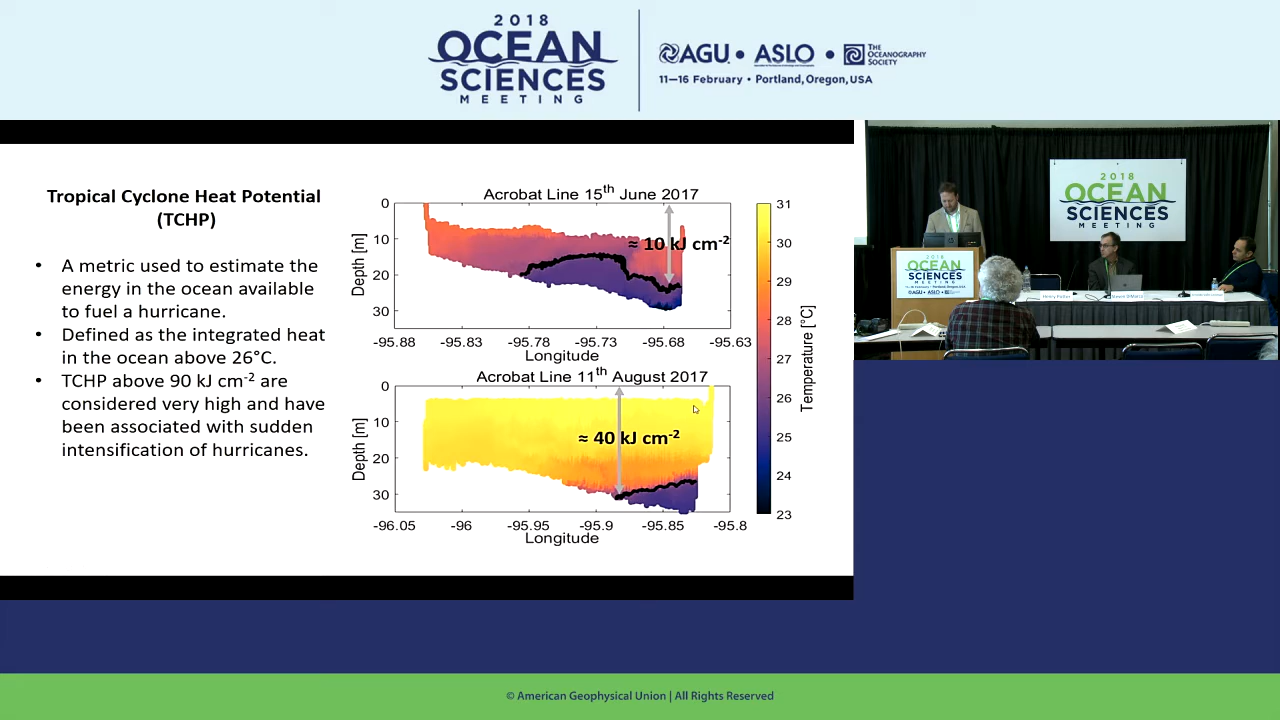 2018
OCEAN
SCIENCES
MEETING
AGU • ASLO • THE OCEANOGRAPHY SOCIETY
11—16 February • Portland, Oregon, USA
Tropical Cyclone Heat Potential
(TCHP)
• A metric used to estimate the
energy in the ocean available
to fuel a hurricane.
• Defined as the integrated heat
in the ocean above 26°C.
• TCHP above 90 kJ cm-2 are
considered very high and have
been associated with sudden
intensification of hurricanes.
Acrobat Line 15th June 2017
0
10
20
30
Depth [m]
≈ 10 kJ cm-2
-95.88 -95.83 -95.78 -95.73 -95.68 -95.63
Longitude
Acrobat Line 11th August 2017
0
10
20
30
Depth [m]
≈ 40 kJ cm-2
-96.05 -96 -95.95 -95.9 -95.85 -95.8
Longitude
31
30
29
28
27
26
25
24
23
Temperature [°C]
2018
OCEAN
SCIENCES
MEETING
2018
OCEAN
SCIENCES
MEETING
AGU • ASLO •
© American Geophysical Union | All Rights Reserved